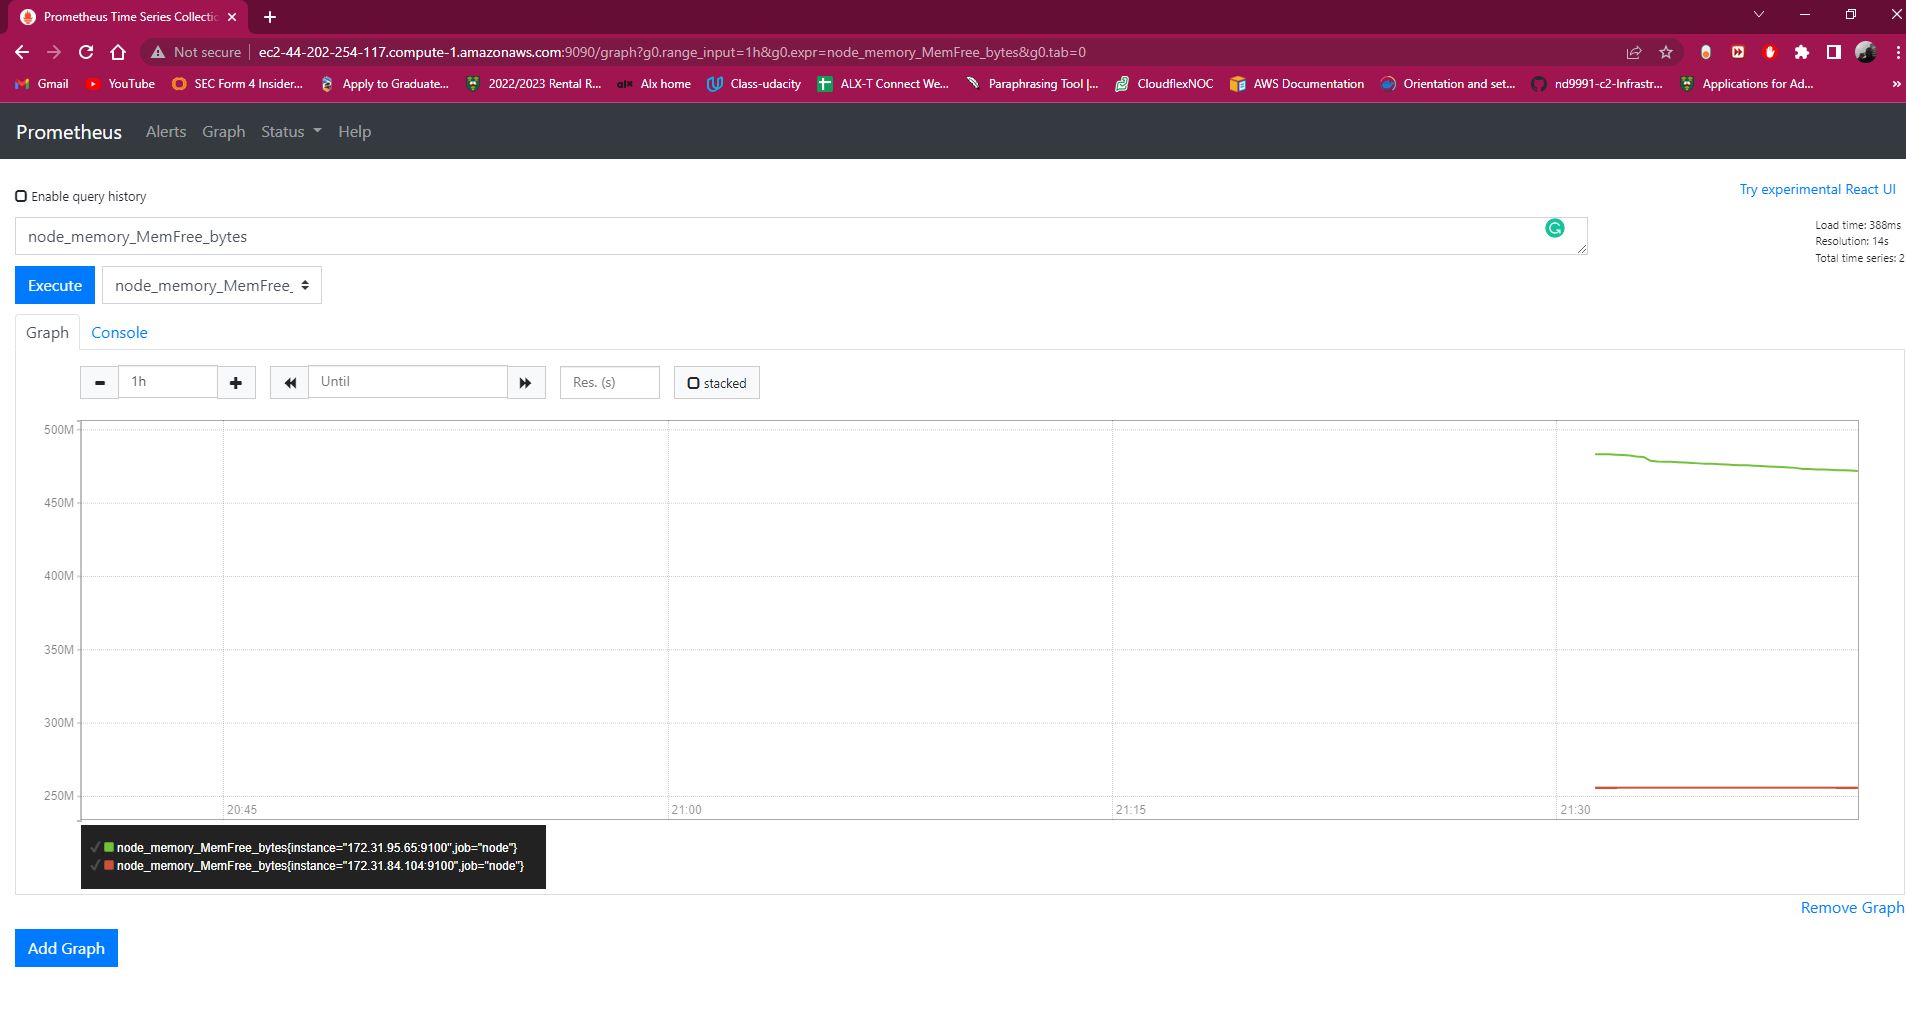 Prometheus Time Series Collectio
Not secure
ec2-44-202-254-117.compute-1.amazonaws.com:9090/graph?g0.range_input=1h&g0.expr=node_memory_MemFree_bytes&g0.tab=0
Gmail YouTube SEC Form 4 Insider... Apply to Graduate... 2022/2023 Rental R... alx Alx home Class-udacity ALX-T Connect We... Paraphrasing Tool |... CloudflexNOC AWS Documentation Orientation and set... nd9991-c2-Infrastr... Applications for Ad... »
Prometheus Alerts Graph Status Help
Enable query history
Try experimental React UI
node_memory_MemFree_bytes
Load time: 388ms
Resolution: 14s
Total time series: 2
Execute
node_memory_MemFree_
Graph Console
1h
Until
Res. (s)
stacked
500M
450M
400M
350M
300M
250M
20:45 21:00 21:15 21:30
node_memory_MemFree_bytes{instance="172.31.95.65:9100",job="node"}
node_memory_MemFree_bytes{instance="172.31.84.104:9100",job="node"}
Remove Graph
Add Graph